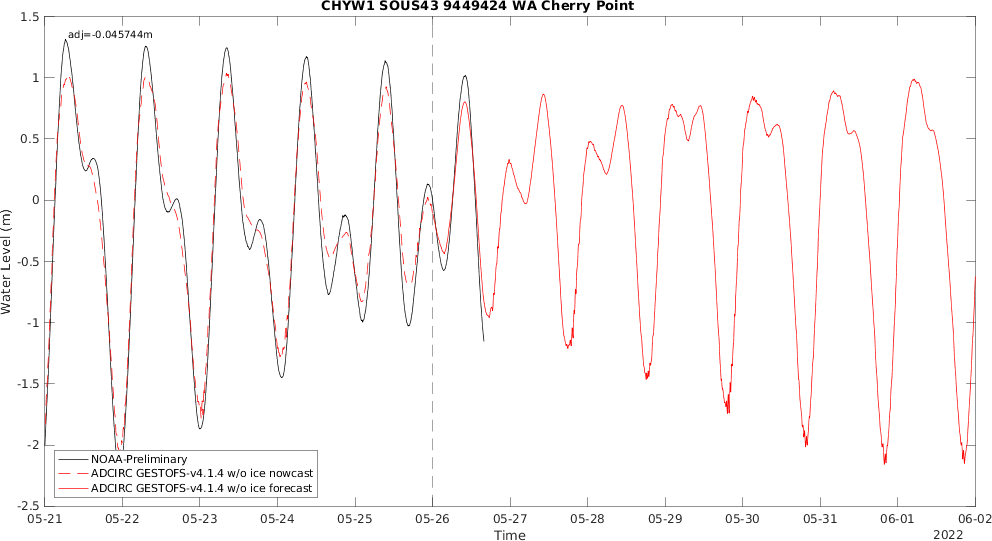 CHYW1 SOUS43 9449424 WA Cherry Point
adj=-0.045744m
1.5
1
0.5
0
-0.5
-1
-1.5
-2
-2.5
Water Level (m)
NOAA-Preliminary
ADCIRC GESTOFS-v4.1.4 w/o ice nowcast
ADCIRC GESTOFS-v4.1.4 w/o ice forecast
05-21 05-22 05-23 05-24 05-25 05-26 05-27 05-28 05-29 05-30 05-31 06-01 06-02
Time
2022